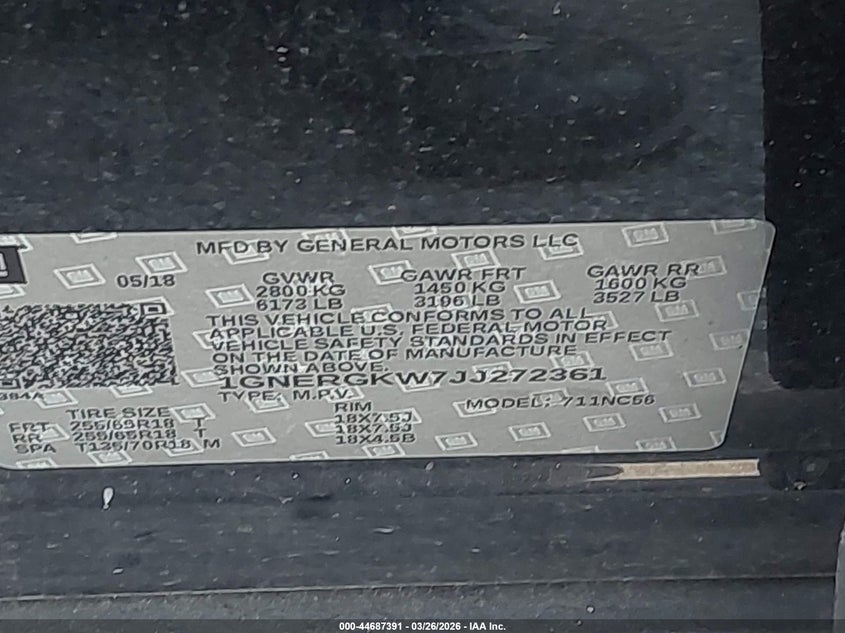 MFD BY GENERAL MOTORS LLC
05/18
GVWR GAWR FRT GAWR RR
2800 KG 1450 KG 1600 KG
6173 LB 3196 LB 3527 LB
THIS VEHICLE CONFORMS TO ALL
APPLICABLE U.S. FEDERAL MOTOR
VEHICLE SAFETY STANDARDS IN EFFECT
ON THE DATE OF MANUFACTURE
SHOWN ABOVE.
1GNERGKW7JJ272361
TYPE: M.P.V. MODEL: 711NC56
TIRE SIZE RIM
FRT 255/65R18 T 18X7.5J
RR 255/65R18 T 18X7.5J
SPA T135/70R18 M 18X4.5B
000-44687391 - 03/26/2026 - IAA Inc.